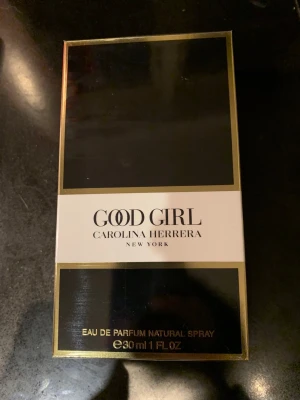 GOOD GIRL
CAROLINA HERRERA
NEW YORK
EAU DE PARFUM NATURAL SPRAY
℮30 ml 1 FL OZ